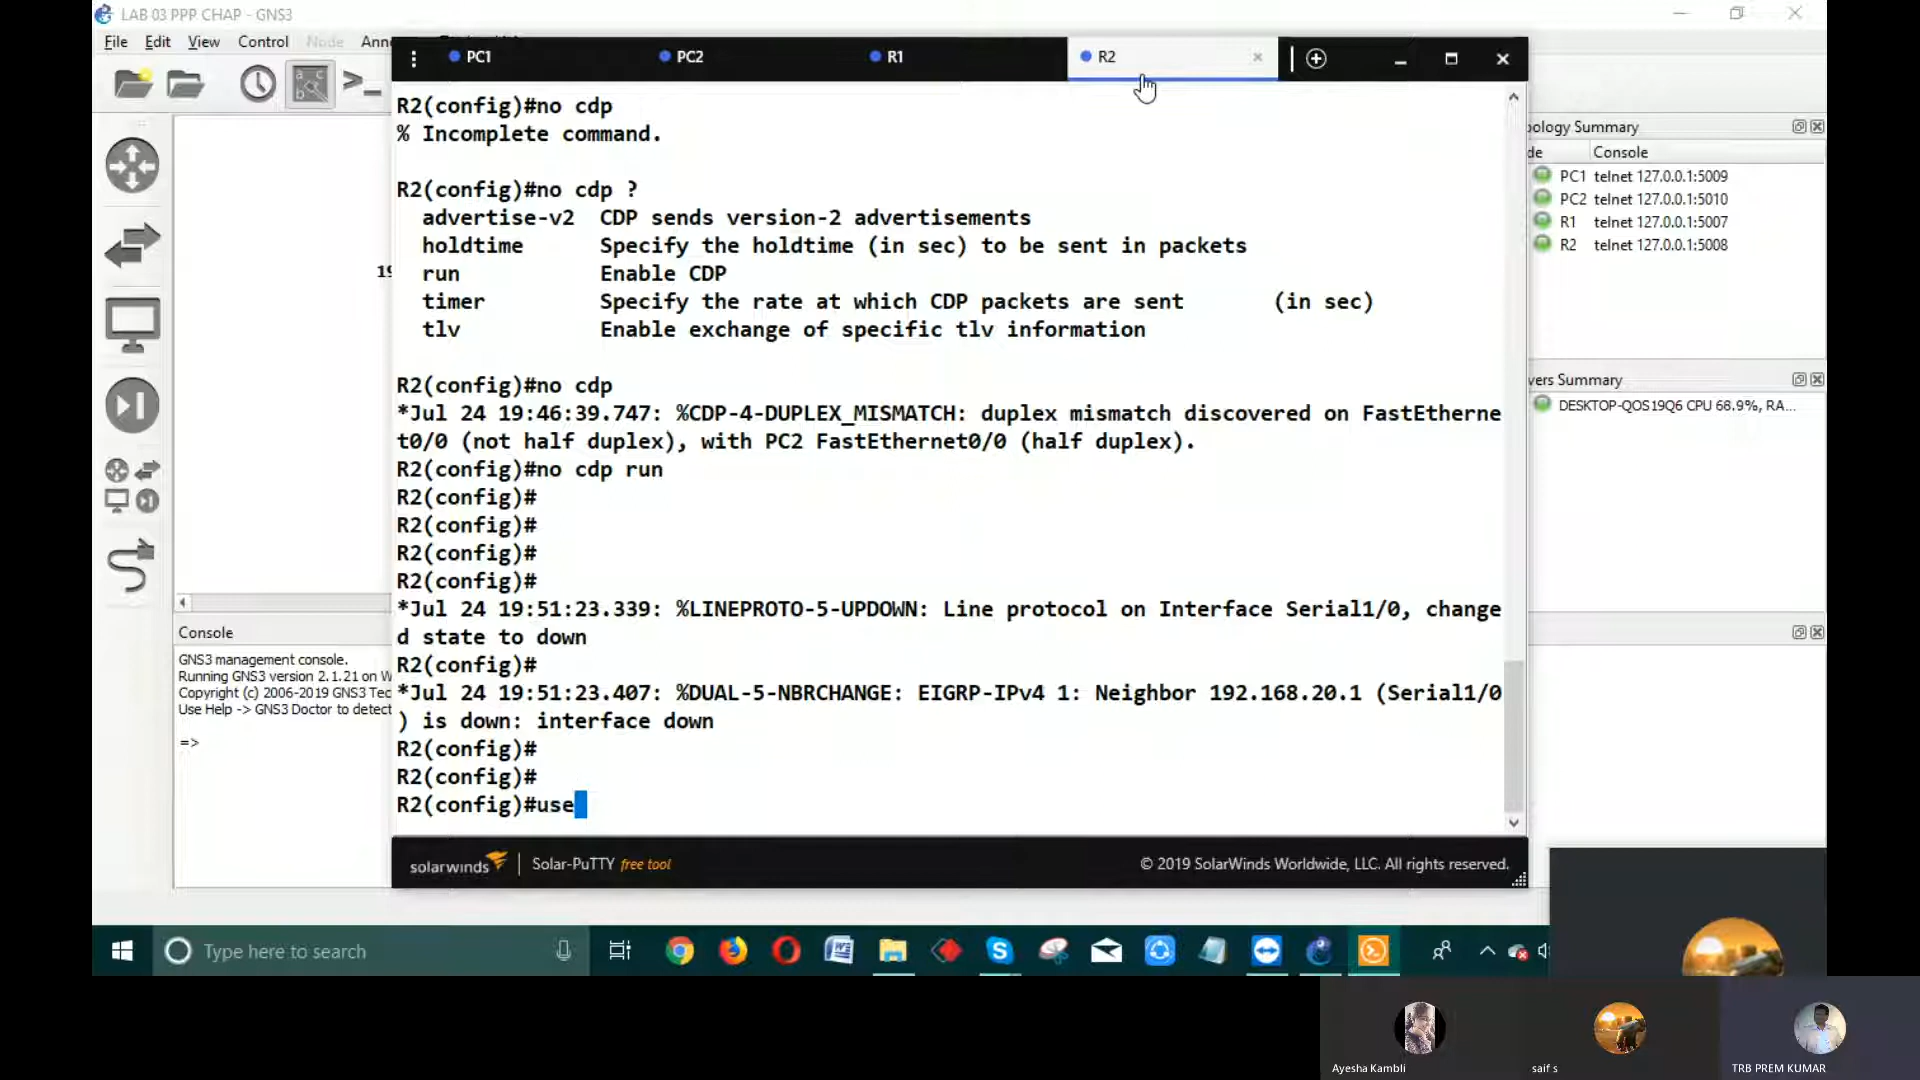 LAB 03 PPP CHAP - GNS3
File Edit View Control Node Ann
PC1 PC2 R1 R2
R2(config)#no cdp
% Incomplete command.
R2(config)#no cdp ?
advertise-v2 CDP sends version-2 advertisements
holdtime Specify the holdtime (in sec) to be sent in packets
run Enable CDP
timer Specify the rate at which CDP packets are sent (in sec)
tlv Enable exchange of specific tlv information
R2(config)#no cdp
*Jul 24 19:46:39.747: %CDP-4-DUPLEX_MISMATCH: duplex mismatch discovered on FastEtherne
t0/0 (not half duplex), with PC2 FastEthernet0/0 (half duplex).
R2(config)#no cdp run
R2(config)#
R2(config)#
R2(config)#
R2(config)#
*Jul 24 19:51:23.339: %LINEPROTO-5-UPDOWN: Line protocol on Interface Serial1/0, change
d state to down
R2(config)#
*Jul 24 19:51:23.407: %DUAL-5-NBRCHANGE: EIGRP-IPv4 1: Neighbor 192.168.20.1 (Serial1/0
) is down: interface down
R2(config)#
R2(config)#
R2(config)#use
solarwinds Solar-PuTTY free tool © 2019 SolarWinds Worldwide, LLC. All rights reserved.
19
ology Summary
de Console
PC1 telnet 127.0.0.1:5009
PC2 telnet 127.0.0.1:5010
R1 telnet 127.0.0.1:5007
R2 telnet 127.0.0.1:5008
vers Summary
DESKTOP-QOS19Q6 CPU 68.9%, RA...
Console
GNS3 management console.
Running GNS3 version 2.1.21 on W
Copyright (c) 2006-2019 GNS3 Tec
Use Help -> GNS3 Doctor to detect
=>
Type here to search
Ayesha Kambli saif s TRB PREM KUMAR